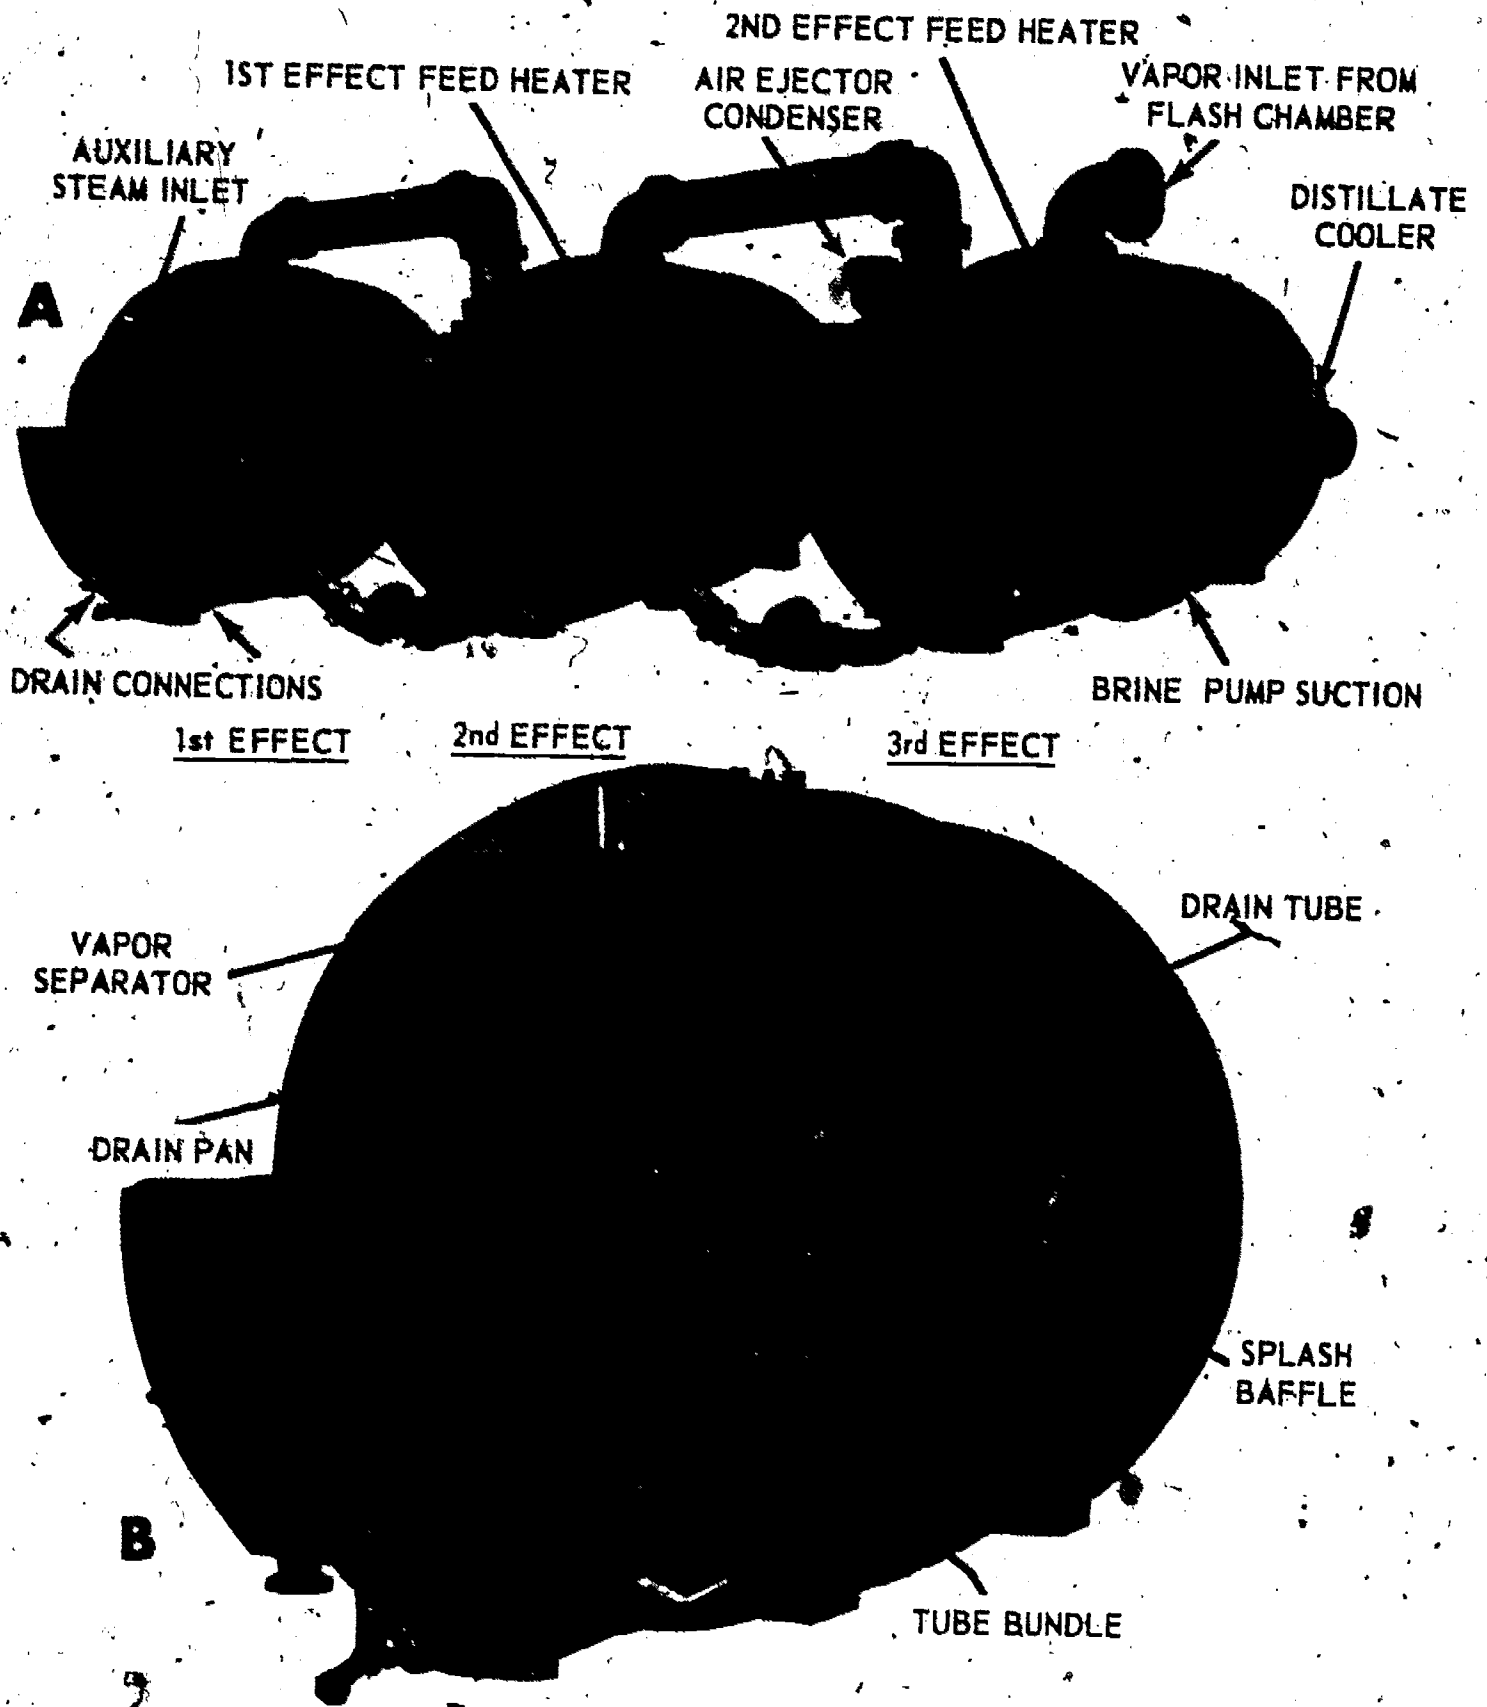 2ND EFFECT FEED HEATER
1ST EFFECT FEED HEATER
AIR EJECTOR
CONDENSER
VAPOR INLET FROM
FLASH CHAMBER
AUXILIARY
STEAM INLET
DISTILLATE
COOLER
A
DRAIN CONNECTIONS
BRINE PUMP SUCTION
1st EFFECT
2nd EFFECT
3rd EFFECT
DRAIN TUBE
VAPOR
SEPARATOR
DRAIN PAN
SPLASH
BAFFLE
B
TUBE BUNDLE